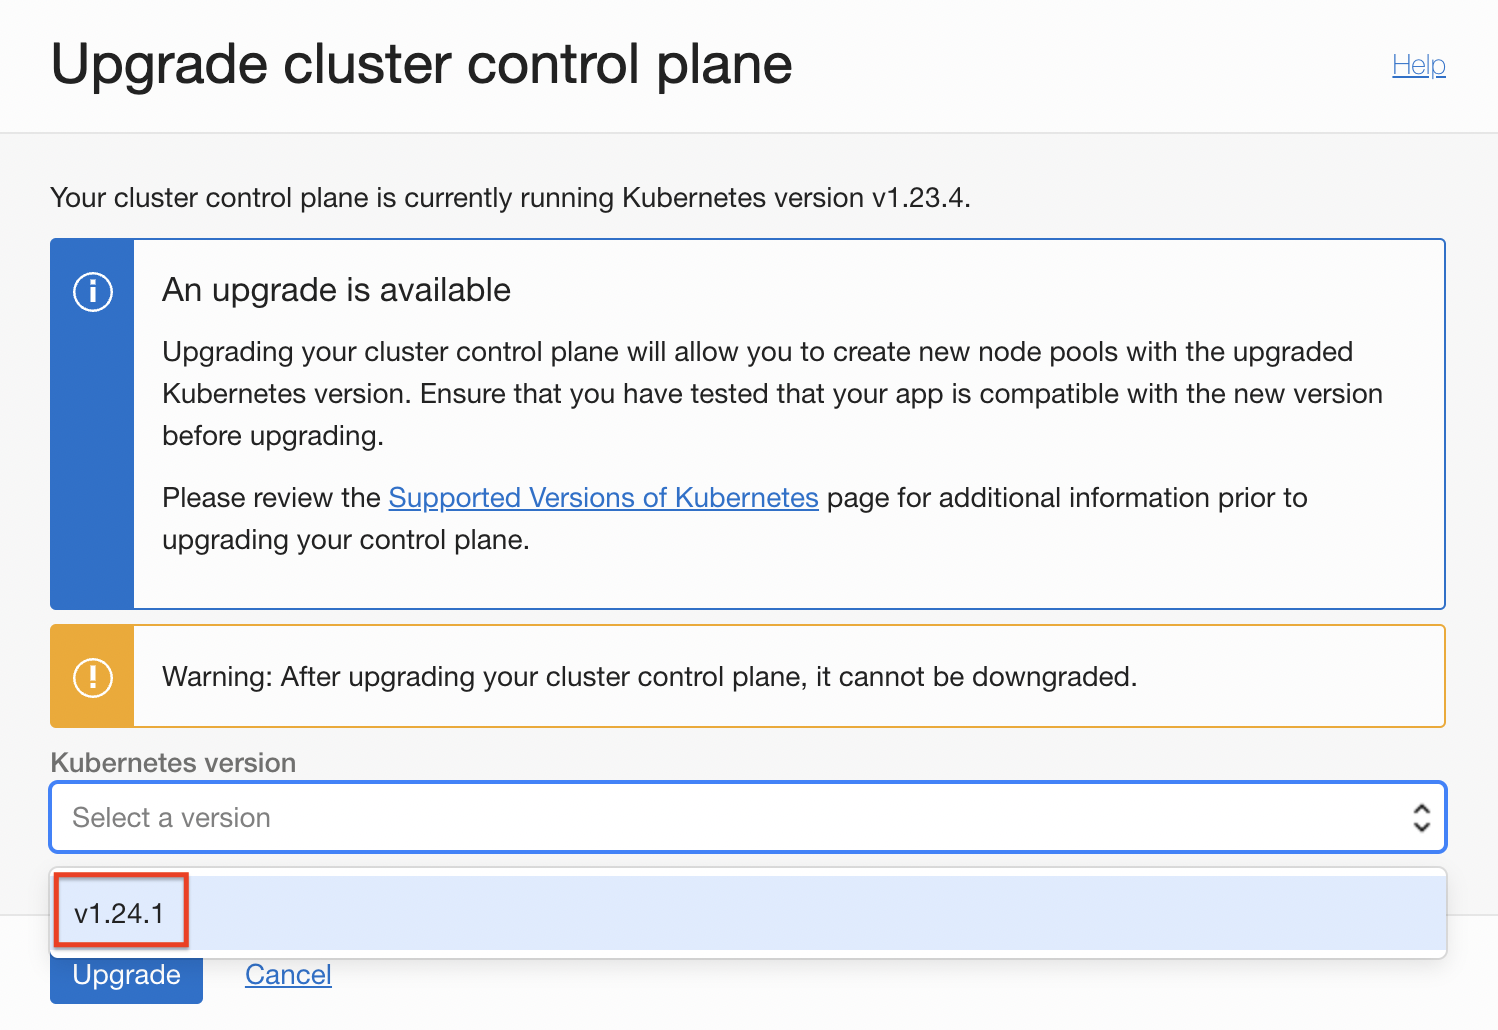 Upgrade cluster control plane
Help
Your cluster control plane is currently running Kubernetes version v1.23.4.
An upgrade is available
Upgrading your cluster control plane will allow you to create new node pools with the upgraded
Kubernetes version. Ensure that you have tested that your app is compatible with the new version
before upgrading.
Please review the Supported Versions of Kubernetes page for additional information prior to
upgrading your control plane.
Warning: After upgrading your cluster control plane, it cannot be downgraded.
Kubernetes version
Select a version
v1.24.1
Upgrade
Cancel